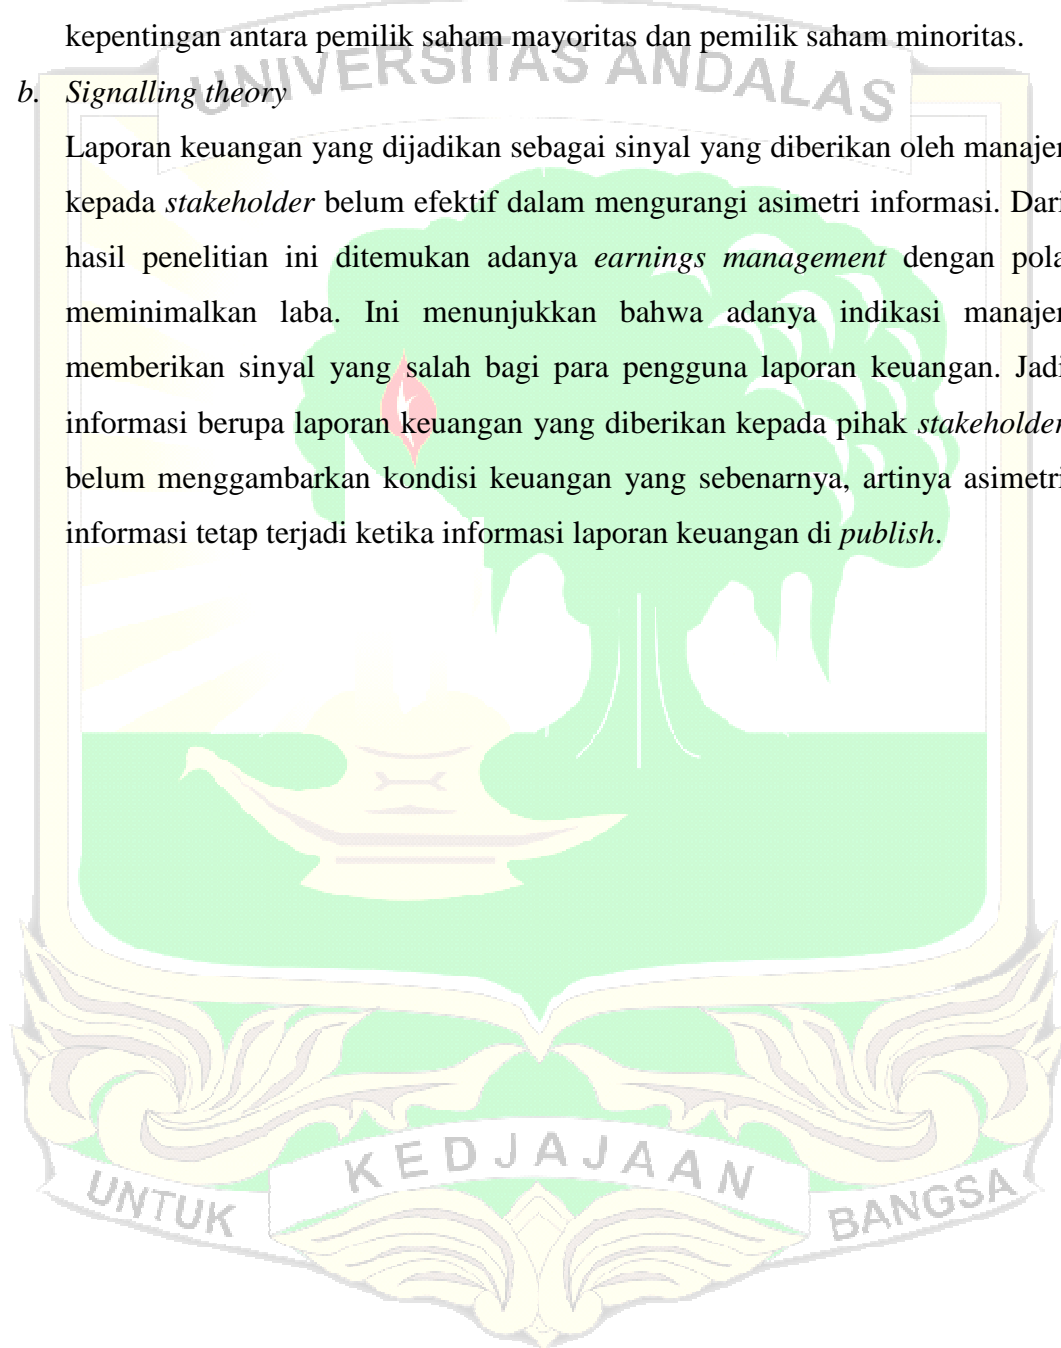 kepentingan antara pemilik saham mayoritas dan pemilik saham minoritas.
UNIVERSITAS ANDALAS
b. Signalling theory
Laporan keuangan yang dijadikan sebagai sinyal yang diberikan oleh manajer
kepada stakeholder belum efektif dalam mengurangi asimetri informasi. Dari
hasil penelitian ini ditemukan adanya earnings management dengan pola
meminimalkan laba. Ini menunjukkan bahwa adanya indikasi manajer
memberikan sinyal yang salah bagi para pengguna laporan keuangan. Jadi
informasi berupa laporan keuangan yang diberikan kepada pihak stakeholder
belum menggambarkan kondisi keuangan yang sebenarnya, artinya asimetri
informasi tetap terjadi ketika informasi laporan keuangan di publish.
UNTUK KEDJAJAAN BANGSA